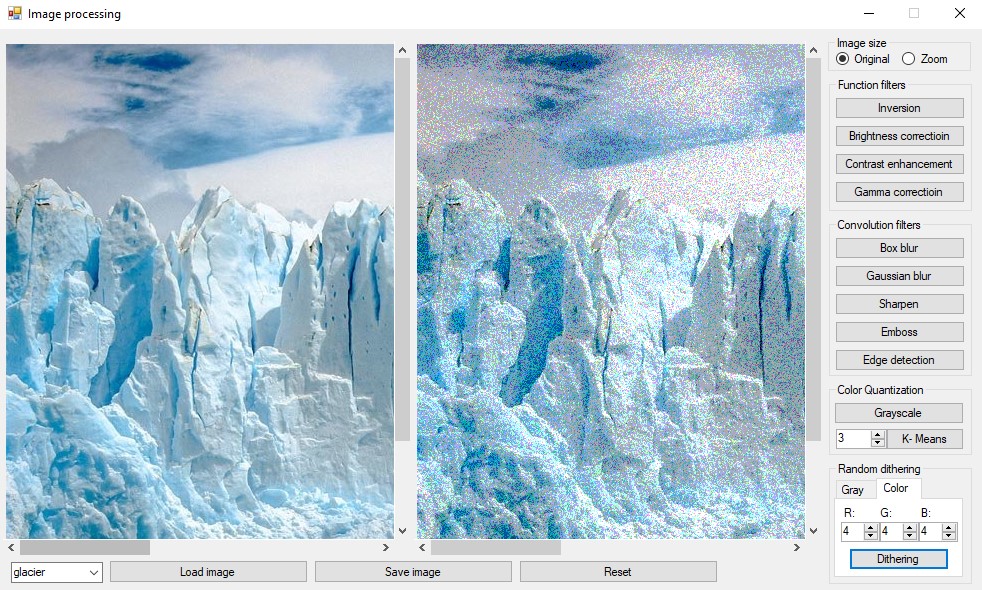 Image processing
Image size
Original Zoom
Function filters
Inversion
Brightness correctioin
Contrast enhancement
Gamma correctioin
Convolution filters
Box blur
Gaussian blur
Sharpen
Emboss
Edge detection
Color Quantization
Grayscale
3 K- Means
Random dithering
Gray Color
R: G: B:
4 4 4
Dithering
glacier Load image Save image Reset